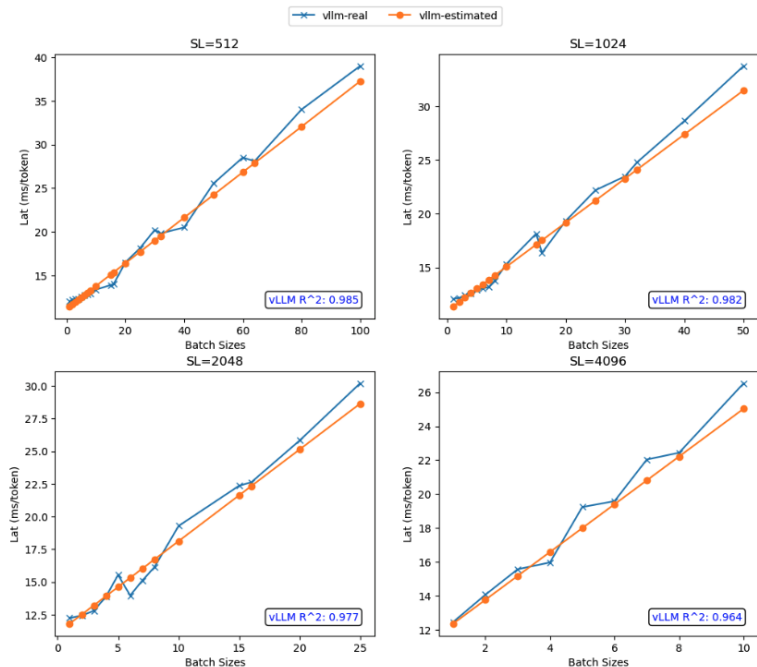 vllm-real vllm-estimated
SL=512
SL=1024
Lat (ms/token)
40
35
30
25
20
15
vLLM R^2: 0.985
0 20 40 60 80 100
Batch Sizes
Lat (ms/token)
30
25
20
15
vLLM R^2: 0.982
0 10 20 30 40 50
Batch Sizes
SL=2048
SL=4096
Lat (ms/token)
30.0
27.5
25.0
22.5
20.0
17.5
15.0
12.5
vLLM R^2: 0.977
0 5 10 15 20 25
Batch Sizes
Lat (ms/token)
26
24
22
20
18
16
14
12
vLLM R^2: 0.964
2 4 6 8 10
Batch Sizes